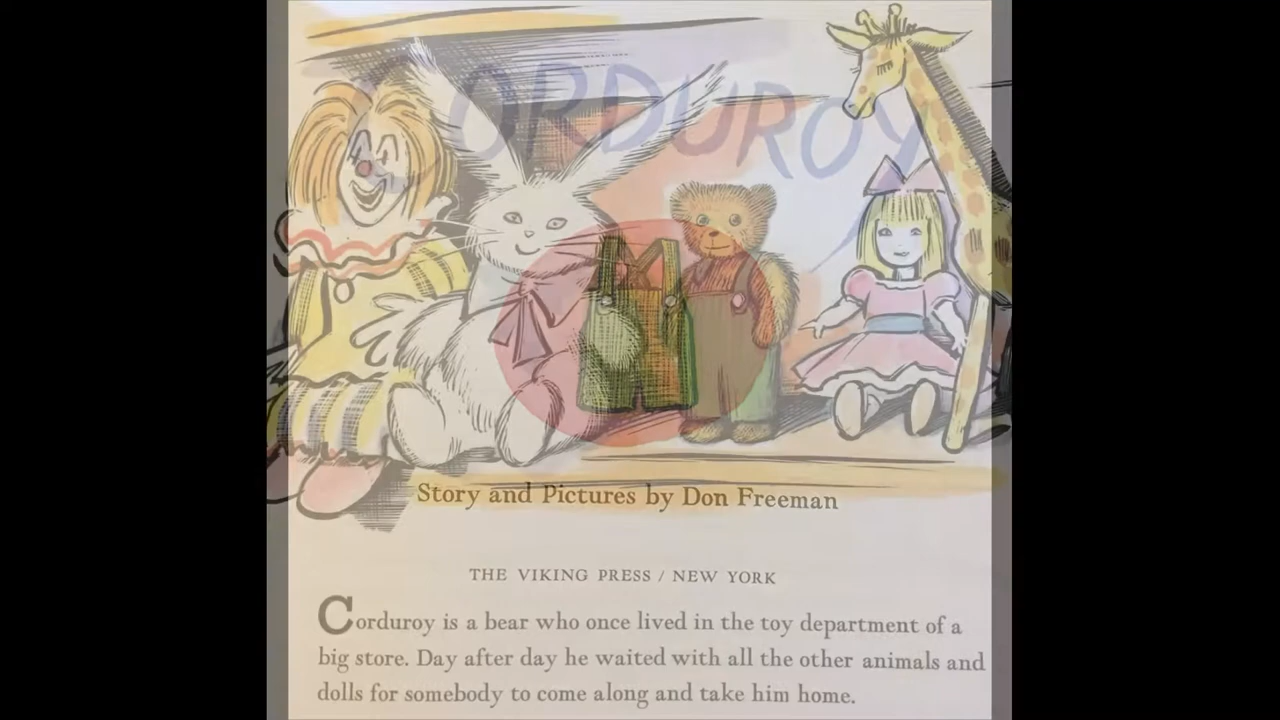 CORDUROY
Story and Pictures by Don Freeman
THE VIKING PRESS / NEW YORK
Corduroy is a bear who once lived in the toy department of a
big store. Day after day he waited with all the other animals and
dolls for somebody to come along and take him home.